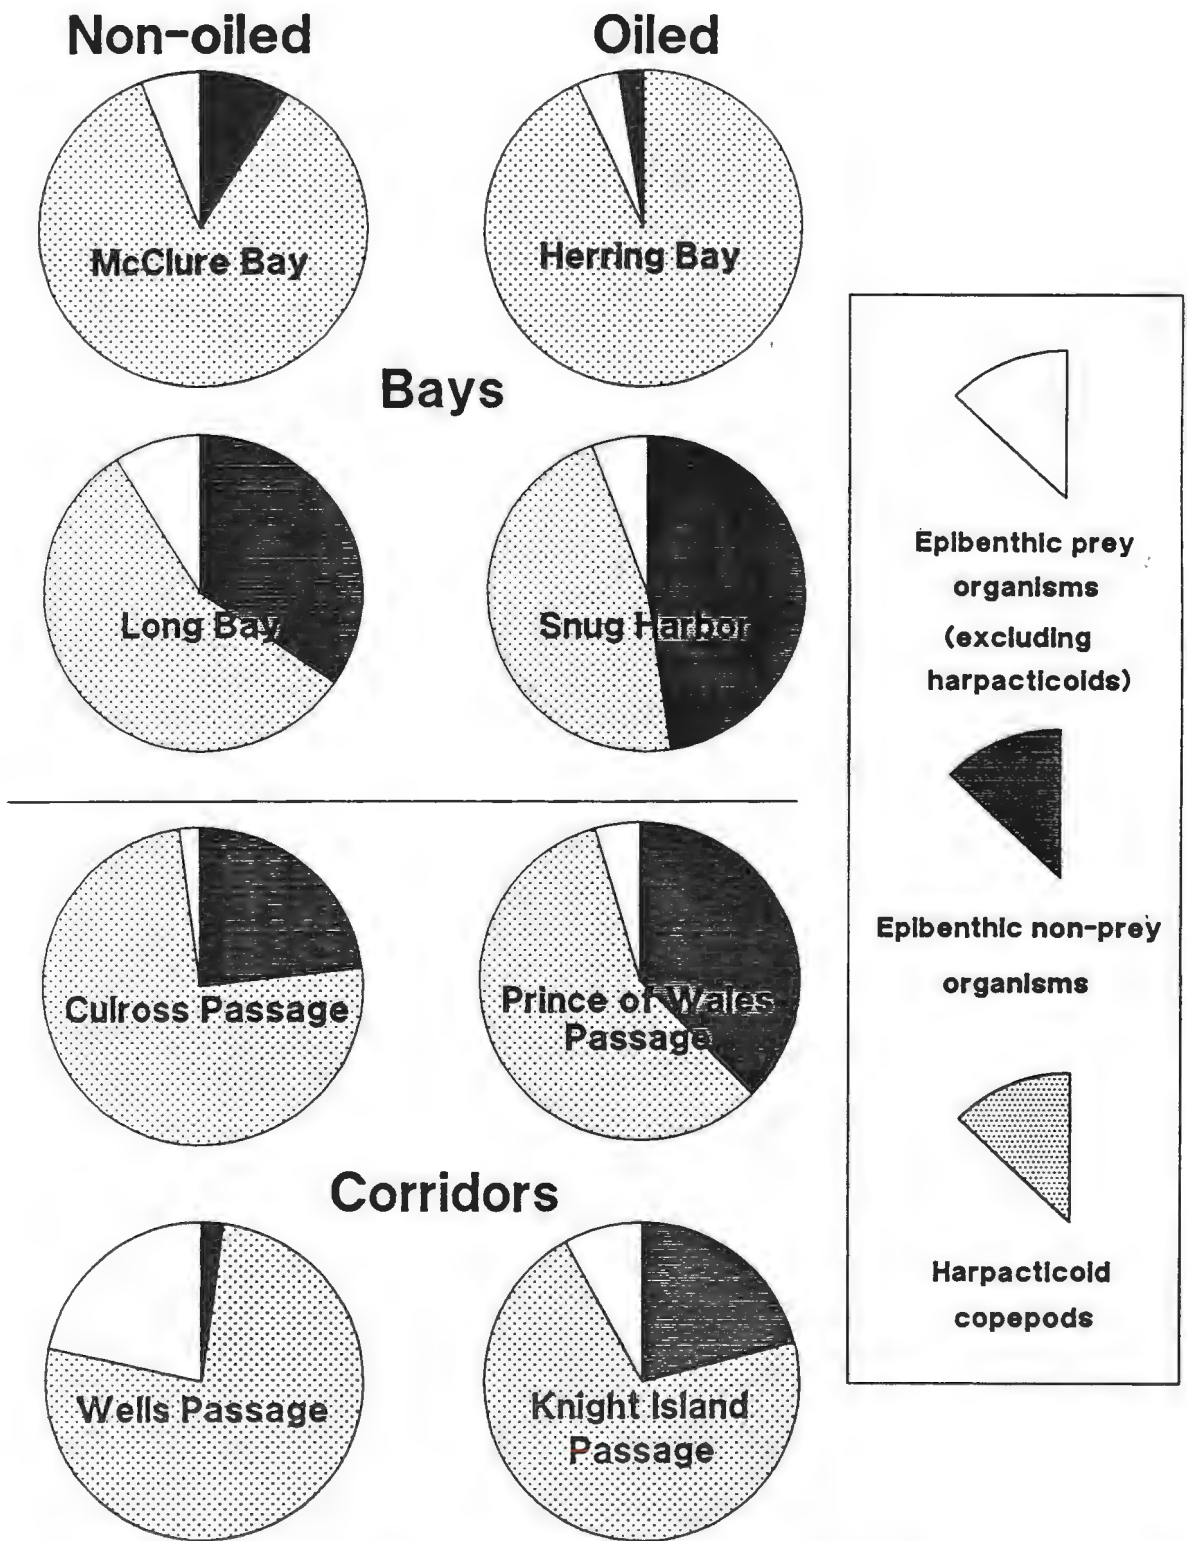 Non-oiled
Oiled
McClure Bay
Herring Bay
Bays
Long Bay
Snug Harbor
Culross Passage
Prince of Wales
Passage
Corridors
Wells Passage
Knight Island
Passage
Epibenthic prey
organisms
(excluding
harpacticoids)
Epibenthic non-prey
organisms
Harpacticoid
copepods